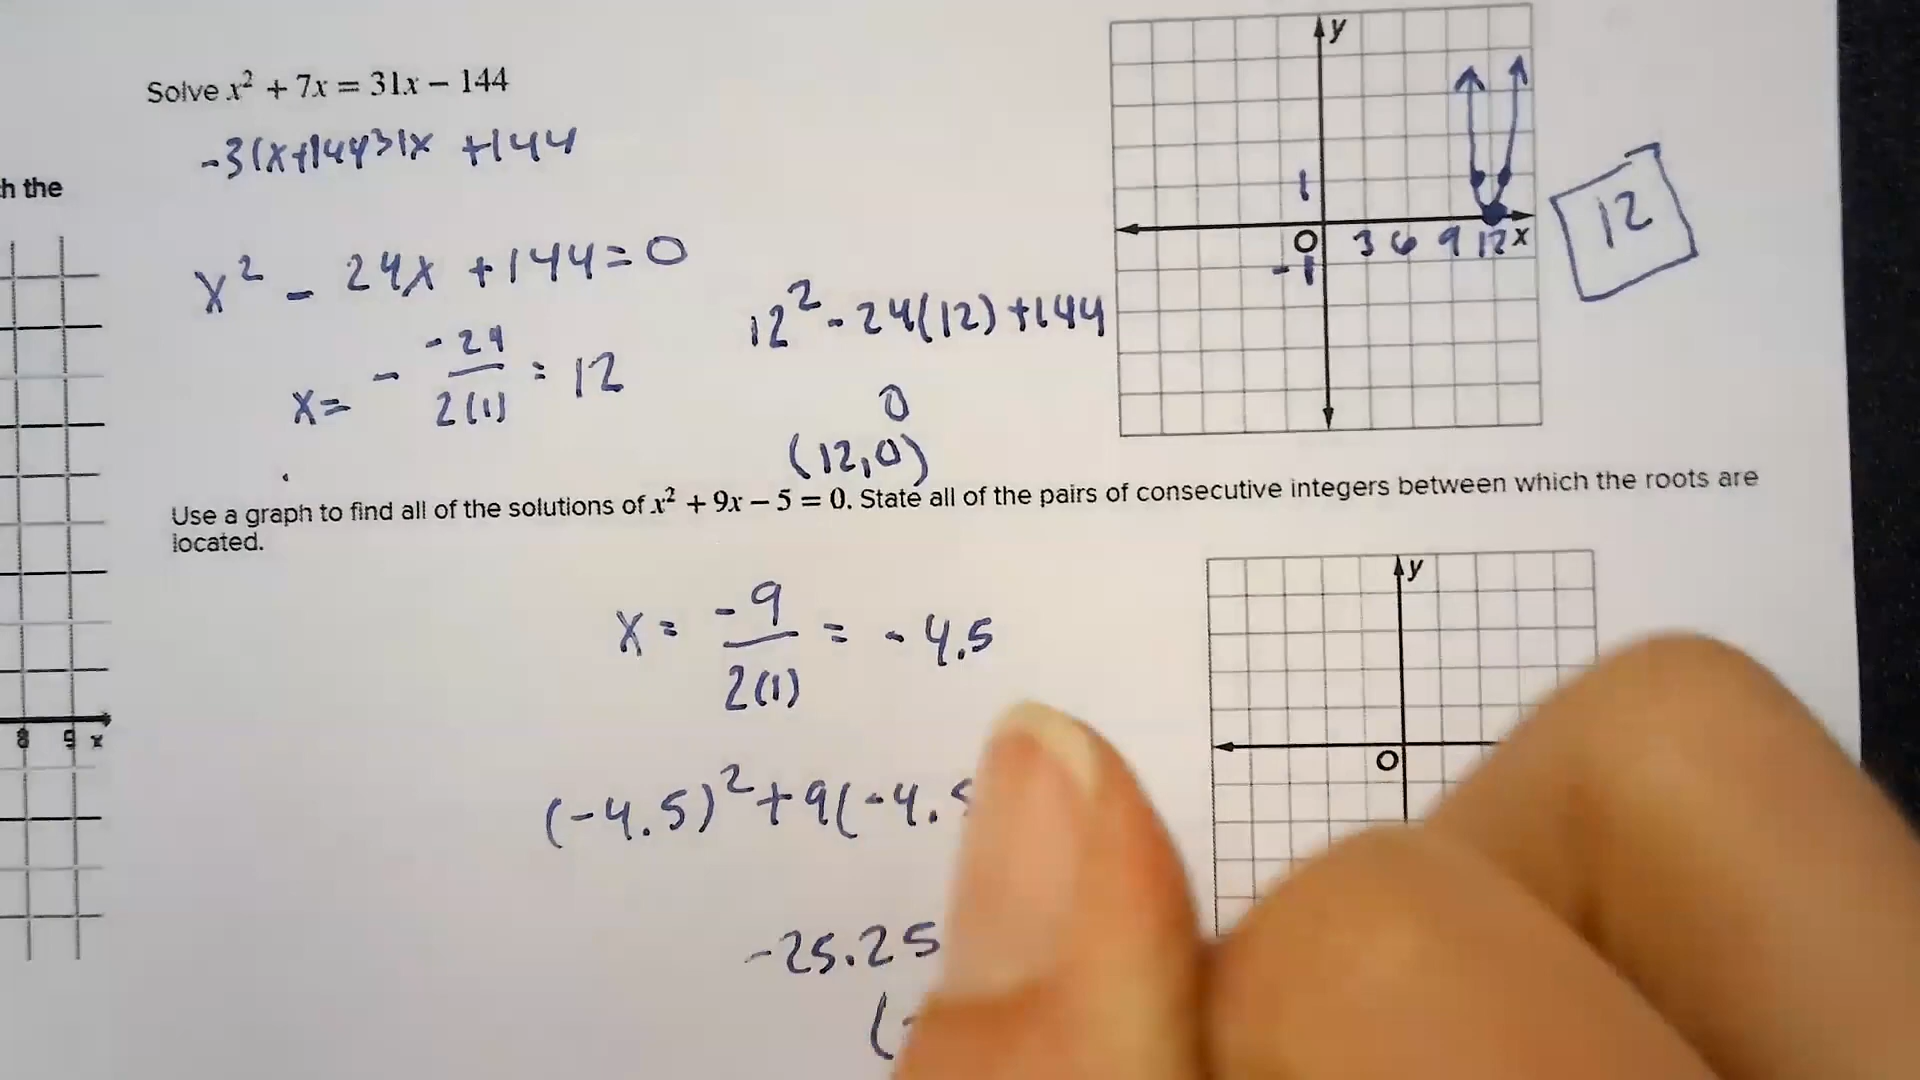 Solve x² + 7x = 31x – 144
-31x+144 -31x +144
x² - 24x +144=0
x= - -24/2(1) = 12
12² - 24(12) +144
0
(12,0)
y
1
O 3 6 9 12 x
-1
12
h the
8 9 x
Use a graph to find all of the solutions of x² + 9x – 5 = 0. State all of the pairs of consecutive integers between which the roots are
located.
x = -9/2(1) = -4.5
(-4.5)² + 9(-4.5
-25.25
(-
y
O